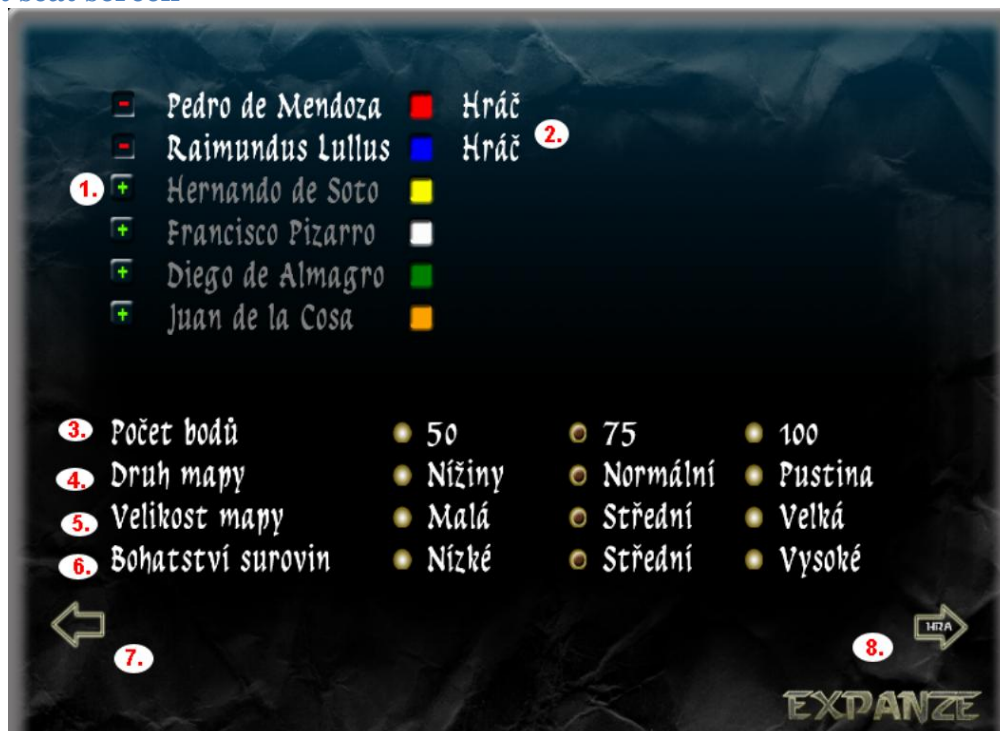 Pedro de Mendoza Hráč
Raimundus Lullus Hráč
2.
1. Hernando de Soto
Francisco Pizarro
Diego de Almagro
Juan de la Cosa
3. Počet bodů 50 75 100
4. Druh mapy Nížiny Normální Pustina
5. Velikost mapy Malá Střední Velká
6. Bohatství surovin Nízké Střední Vysoké
HRA
7. 8.
EXPANZE